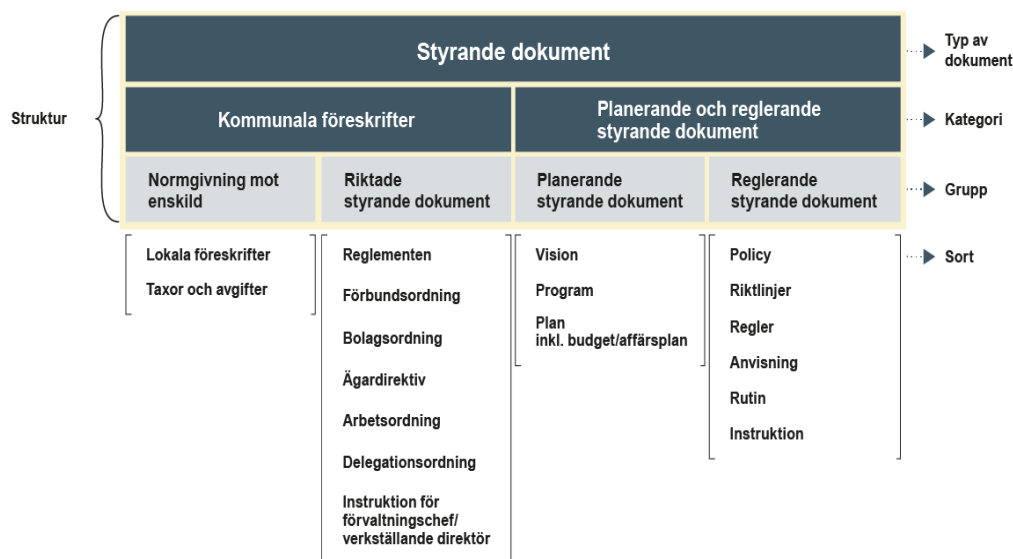 Styrande dokument
Typ av
dokument
Struktur
Kommunala föreskrifter
Planerande och reglerande
styrande dokument
Kategori
Normgivning mot
enskild
Riktade
styrande dokument
Planerande
styrande dokument
Reglerande
styrande dokument
Grupp
Lokala föreskrifter
Taxor och avgifter
Reglementen
Förbundsordning
Bolagsordning
Ägardirektiv
Arbetsordning
Delegationsordning
Instruktion för
förvaltningschef/
verkställande direktör
Vision
Program
Plan
inkl. budget/affärsplan
Policy
Riktlinjer
Regler
Anvisning
Rutin
Instruktion
Sort